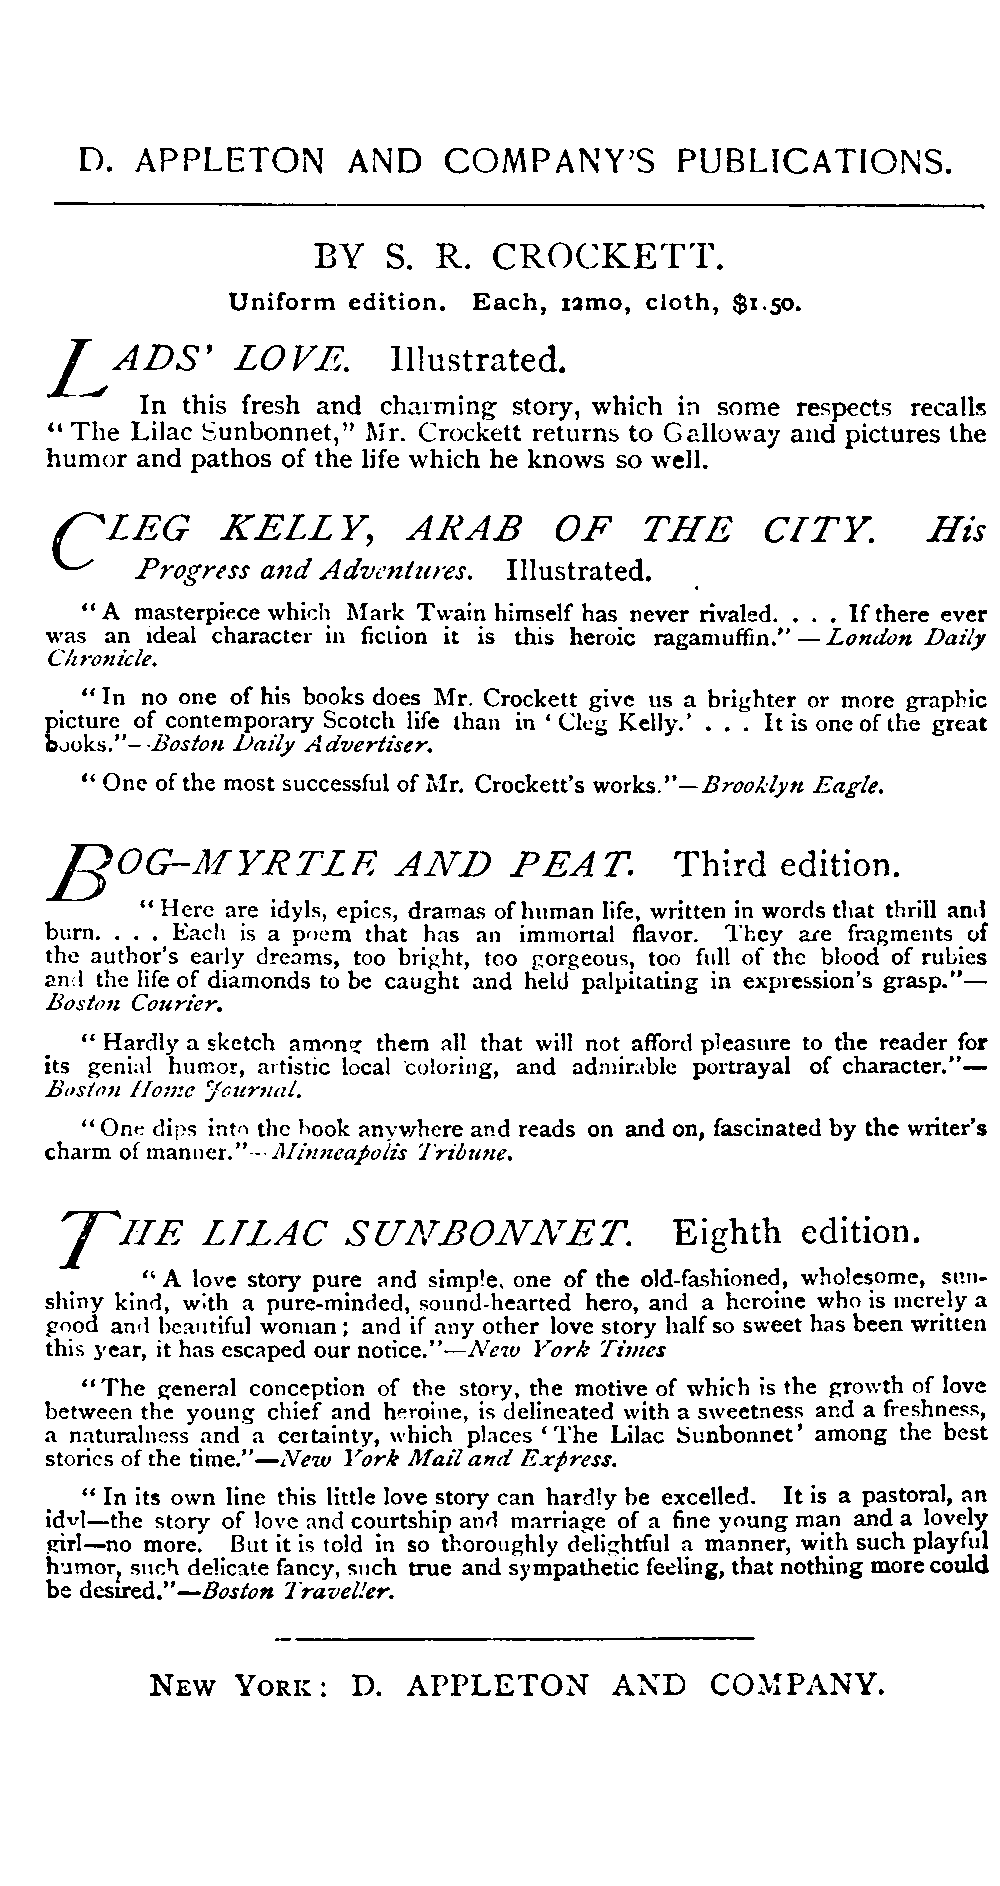 D. APPLETON AND COMPANY'S PUBLICATIONS.
BY S. R. CROCKETT.
Uniform edition. Each, 12mo, cloth, $1.50.
LADS' LOVE. Illustrated.
In this fresh and charming story, which in some respects recalls
“The Lilac Sunbonnet,” Mr. Crockett returns to Galloway and pictures the
humor and pathos of the life which he knows so well.
CLEG KELLY, ARAB OF THE CITY. His
Progress and Adventures. Illustrated.
“A masterpiece which Mark Twain himself has never rivaled. . . . If there ever
was an ideal character in fiction it is this heroic ragamuffin.”—London Daily
Chronicle.
“In no one of his books does Mr. Crockett give us a brighter or more graphic
picture of contemporary Scotch life than in ‘Cleg Kelly.’ . . . It is one of the great
books.”—Boston Daily Advertiser.
“One of the most successful of Mr. Crockett's works.”—Brooklyn Eagle.
BOG-MYRTLE AND PEAT. Third edition.
“Here are idyls, epics, dramas of human life, written in words that thrill and
burn. . . . Each is a poem that has an immortal flavor. They are fragments of
the author's early dreams, too bright, too gorgeous, too full of the blood of rubies
and the life of diamonds to be caught and held palpitating in expression's grasp.”—
Boston Courier.
“Hardly a sketch among them all that will not afford pleasure to the reader for
its genial humor, artistic local coloring, and admirable portrayal of character.”—
Boston Home Journal.
“One dips into the book anywhere and reads on and on, fascinated by the writer's
charm of manner.”—Minneapolis Tribune.
THE LILAC SUNBONNET. Eighth edition.
“A love story pure and simple, one of the old-fashioned, wholesome, sun-
shiny kind, with a pure-minded, sound-hearted hero, and a heroine who is merely a
good and beautiful woman; and if any other love story half so sweet has been written
this year, it has escaped our notice.”—New York Times
“The general conception of the story, the motive of which is the growth of love
between the young chief and heroine, is delineated with a sweetness and a freshness,
a naturalness and a certainty, which places ‘The Lilac Sunbonnet’ among the best
stories of the time.”—New York Mail and Express.
“In its own line this little love story can hardly be excelled. It is a pastoral, an
idyl—the story of love and courtship and marriage of a fine young man and a lovely
girl—no more. But it is told in so thoroughly delightful a manner, with such playful
humor, such delicate fancy, such true and sympathetic feeling, that nothing more could
be desired.”—Boston Traveller.
NEW YORK: D. APPLETON AND COMPANY.